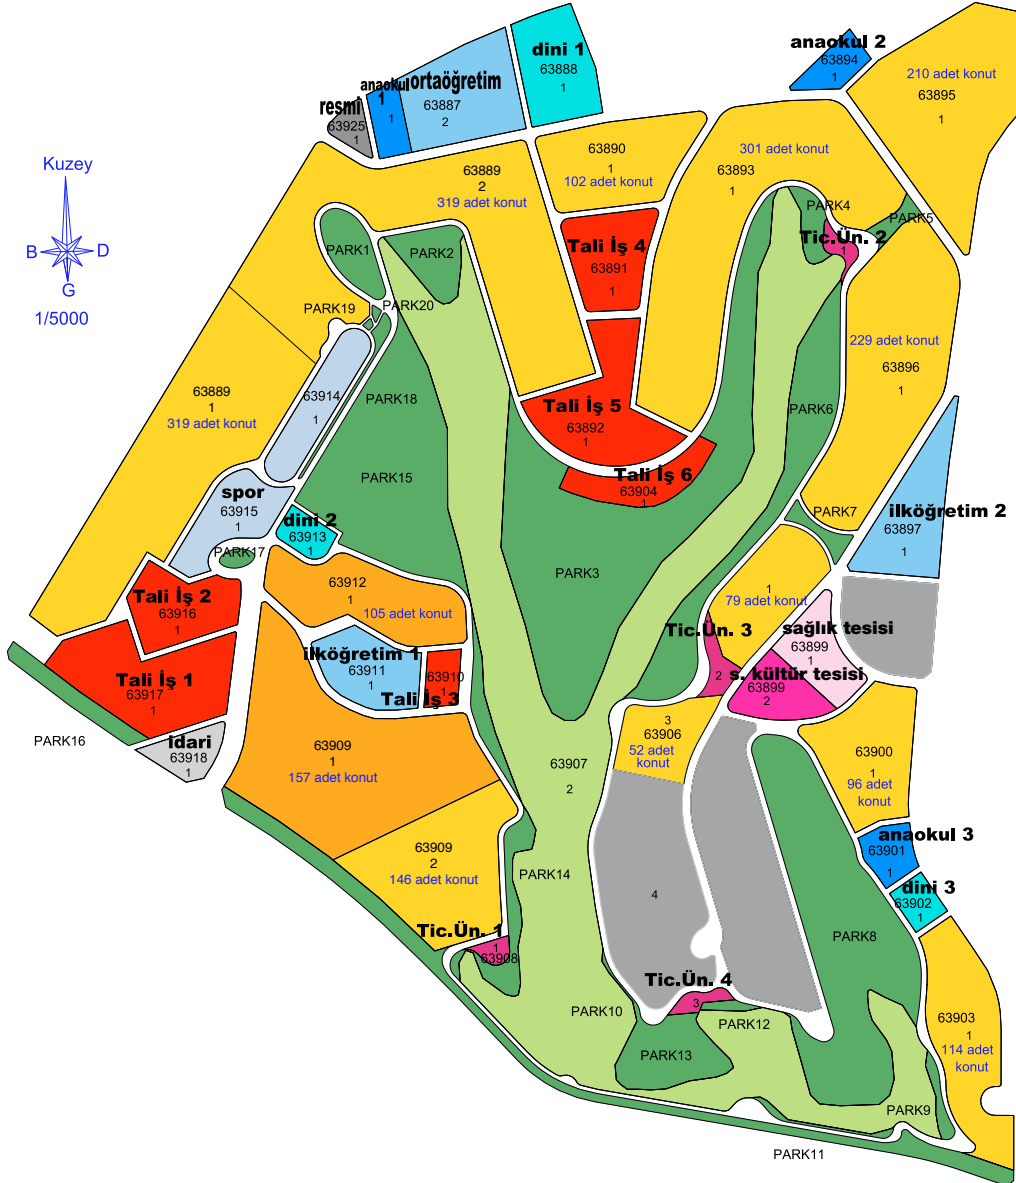 anaokul 2
63894
1
dini 1
63888
1
anaokul
1
1
ortaöğretim
63887
2
resmi
63925
1
210 adet konut
63895
1
Kuzey
B
D
G
1/5000
63889
2
319 adet konut
63890
1
102 adet konut
301 adet konut
63893
1
PARK4
PARK5
Tic.Ün. 2
1
PARK1
PARK2
Tali İş 4
63891
1
PARK6
PARK19
PARK20
229 adet konut
63896
1
63889
1
319 adet konut
63914
1
PARK18
Tali İş 5
63892
1
PARK15
Tali İş 6
63904
1
spor
63915
1
dini 2
63913
1
PARK17
PARK7
ilköğretim 2
63897
1
PARK3
63912
1
105 adet konut
1
79 adet konut
Tali İş 2
63916
1
Tic.Ün. 3
2
sağlık tesisi
63899
1
s. kültür tesisi
63899
2
ilköğretim 1
63911
1
63910
1
Tali İş 3
Tali İş 1
63917
1
PARK16
idari
63918
1
63909
1
157 adet konut
3
63906
52 adet
konut
63907
2
63900
1
96 adet
konut
anaokul 3
63901
1
63909
2
146 adet konut
PARK14
4
dini 3
63902
1
PARK8
Tic.Ün. 1
1
63908
Tic.Ün. 4
3
PARK10
PARK12
PARK13
63903
1
114 adet
konut
PARK9
PARK11